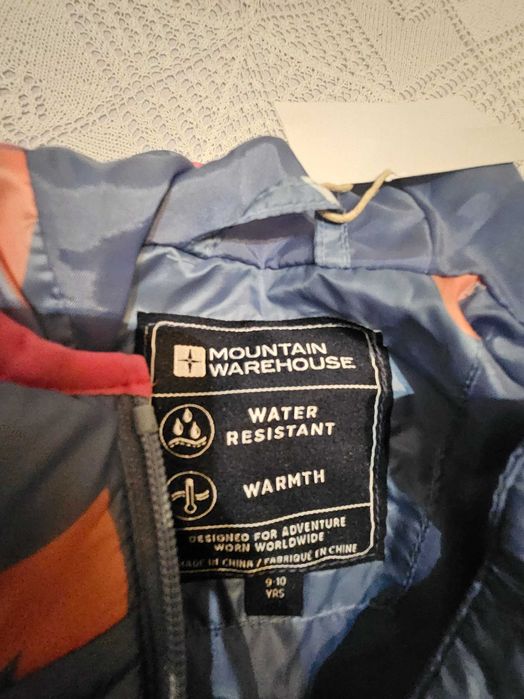 MOUNTAIN
WAREHOUSE
WATER
RESISTANT
WARMTH
DESIGNED FOR ADVENTURE
WORN WORLDWIDE
MADE IN CHINA / FABRIQUÉ EN CHINE
9-10
YRS